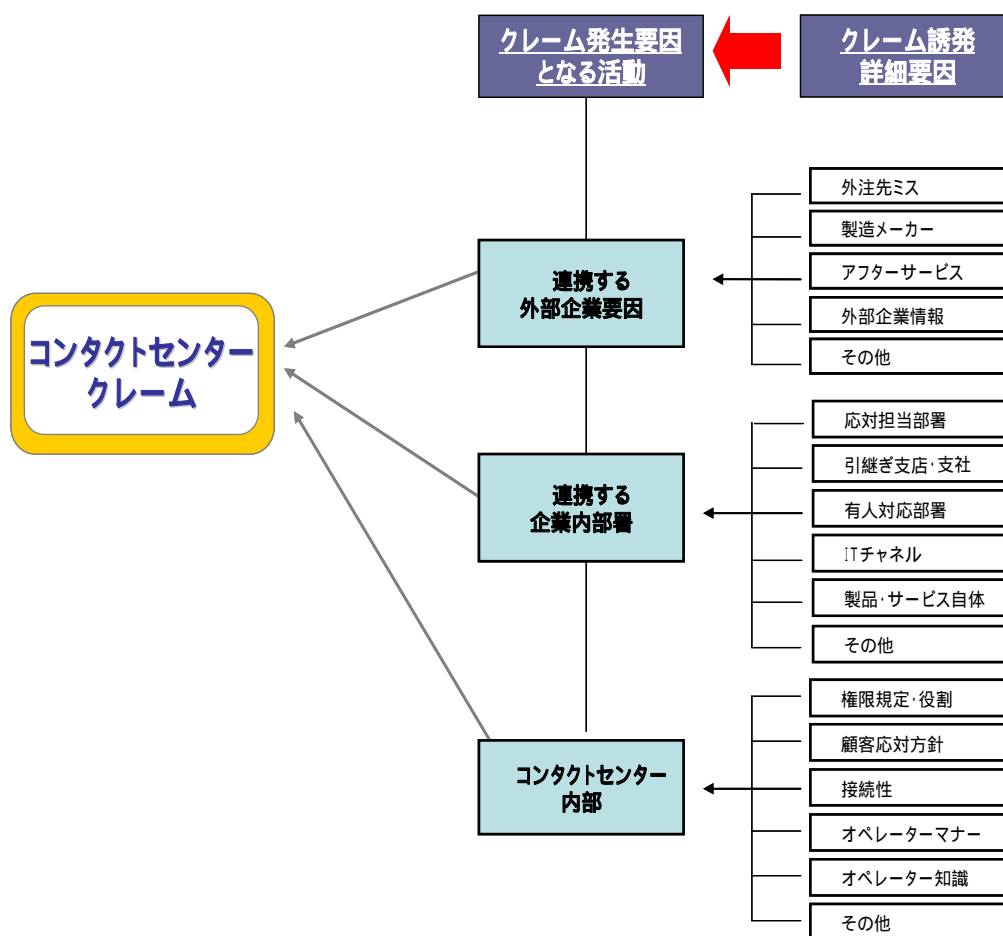 クレーム発生要因
となる活動
クレーム誘発
詳細要因
コンタクトセンター
クレーム
連携する
外部企業要因
外注先ミス
製造メーカー
アフターサービス
外部企業情報
その他
連携する
企業内部署
応対担当部署
引継ぎ支店・支社
有人対応部署
ITチャネル
製品・サービス自体
その他
コンタクトセンター
内部
権限規定・役割
顧客応対方針
接続性
オペレーターマナー
オペレーター知識
その他